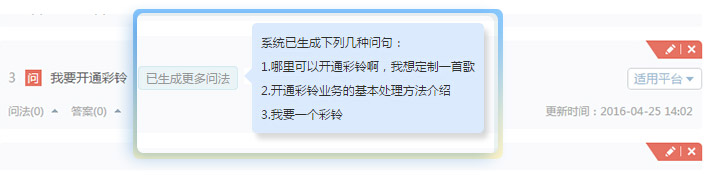 系统已生成下列几种问句：
1.哪里可以开通彩铃啊，我想定制一首歌
3 问 我要开通彩铃 已生成更多问法 适用平台
2.开通彩铃业务的基本处理方法介绍
问法(0) 答案(0) 更新时间：2016-04-25 14:02
3.我要一个彩铃